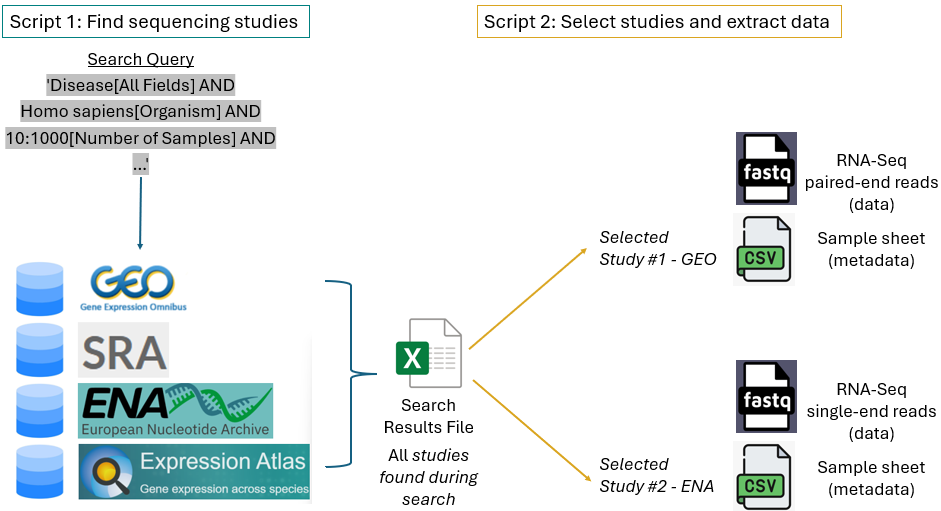 Script 1: Find sequencing studies
Script 2: Select studies and extract data
Search Query
'Disease[All Fields] AND
Homo sapiens[Organism] AND
10:1000[Number of Samples] AND
...'
GEO
Gene Expression Omnibus
SRA
ENA
European Nucleotide Archive
Expression Atlas
Gene expression across species
X
Search
Results File
All studies
found during
search
Selected
Study #1 - GEO
fastq
RNA-Seq
paired-end reads
(data)
CSV
Sample sheet
(metadata)
Selected
Study #2 - ENA
fastq
RNA-Seq
single-end reads
(data)
CSV
Sample sheet
(metadata)